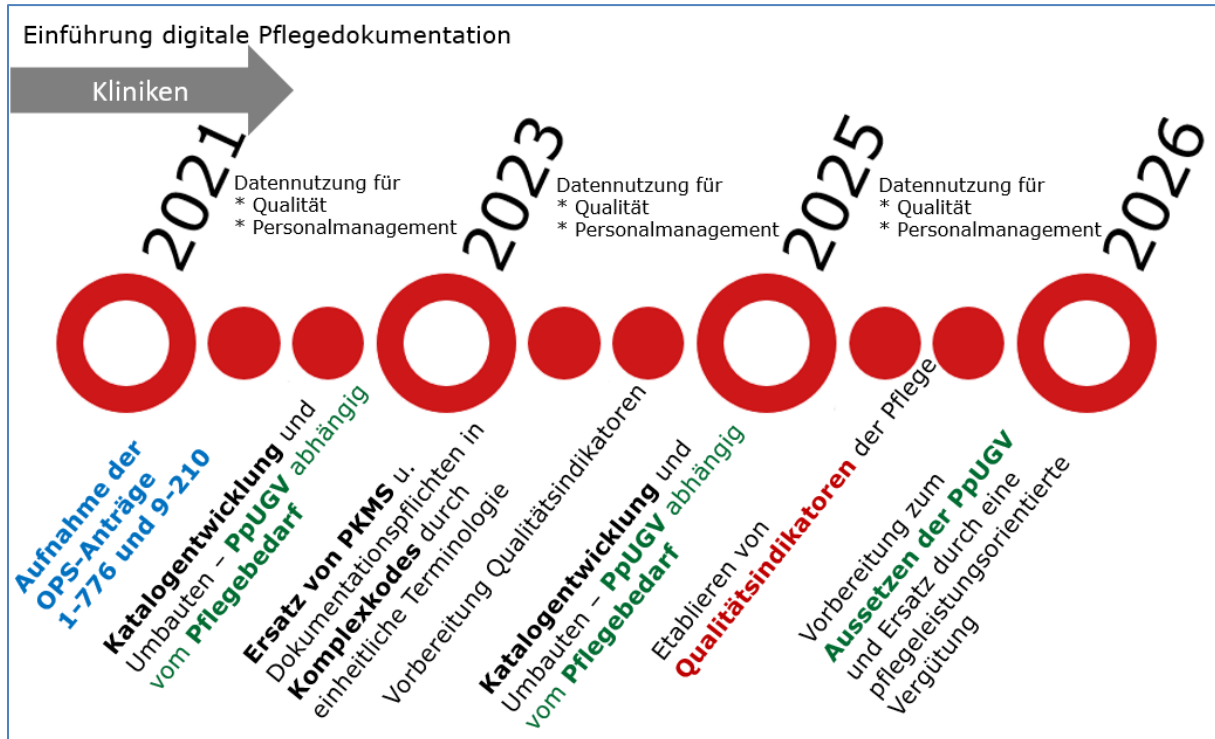 Einführung digitale Pflegedokumentation
Kliniken
2021
Datennutzung für
* Qualität
* Personalmanagement
2023
Datennutzung für
* Qualität
* Personalmanagement
2025
Datennutzung für
* Qualität
* Personalmanagement
2026
Aufnahme der
OPS-Anträge
1-776 und 9-210
Katalogentwicklung und
Umbauten – PpUGV abhängig
vom Pflegebedarf
Ersatz von PKMS u.
Dokumentationspflichten in
Komplexkodes durch
einheitliche Terminologie
Vorbereitung Qualitätsindikatoren
Katalogentwicklung und
Umbauten – PpUGV abhängig
vom Pflegebedarf
Etablieren von
Qualitätsindikatoren der Pflege
Vorbereitung zum
Aussetzen der PpUGV
und Ersatz durch eine
pflegeleistungsorientierte
Vergütung